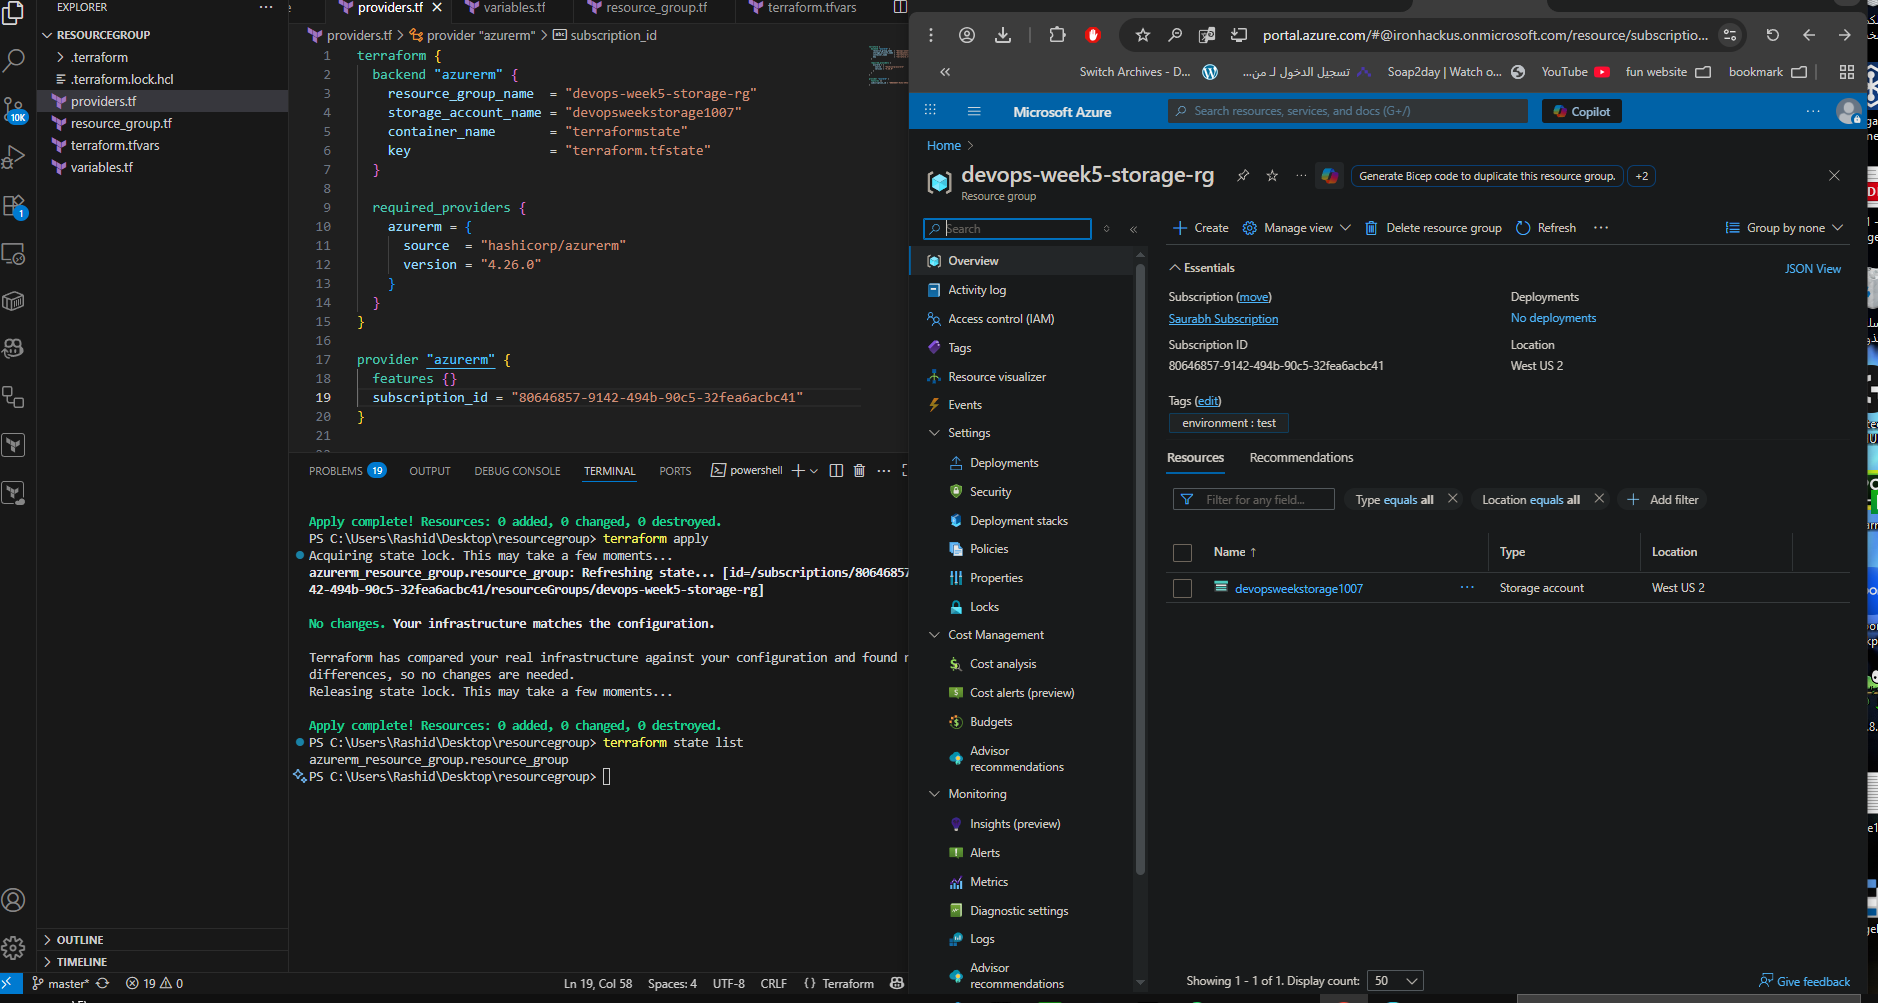 EXPLORER
RESOURCEGROUP
.terraform
.terraform.lock.hcl
providers.tf
resource_group.tf
terraform.tfvars
variables.tf
10K
1
OUTLINE
TIMELINE
master*
19 0
providers.tf
variables.tf
resource_group.tf
terraform.tfvars
providers.tf > provider "azurerm" > subscription_id
1 terraform {
2 backend "azurerm" {
3 resource_group_name = "devops-week5-storage-rg"
4 storage_account_name = "devopsweekstorage1007"
5 container_name = "terraformstate"
6 key = "terraform.tfstate"
7 }
8
9 required_providers {
10 azurerm = {
11 source = "hashicorp/azurerm"
12 version = "4.26.0"
13 }
14 }
15 }
16
17 provider "azurerm" {
18 features {}
19 subscription_id = "80646857-9142-494b-90c5-32fea6acbc41"
20 }
21
PROBLEMS 19 OUTPUT DEBUG CONSOLE TERMINAL PORTS powershell
Apply complete! Resources: 0 added, 0 changed, 0 destroyed.
PS C:\Users\Rashid\Desktop\resourcegroup> terraform apply
Acquiring state lock. This may take a few moments...
azurerm_resource_group.resource_group: Refreshing state... [id=/subscriptions/8064685
42-494b-90c5-32fea6acbc41/resourceGroups/devops-week5-storage-rg]
No changes. Your infrastructure matches the configuration.
Terraform has compared your real infrastructure against your configuration and found
differences, so no changes are needed.
Releasing state lock. This may take a few moments...
Apply complete! Resources: 0 added, 0 changed, 0 destroyed.
PS C:\Users\Rashid\Desktop\resourcegroup> terraform state list
azurerm_resource_group.resource_group
PS C:\Users\Rashid\Desktop\resourcegroup>
Ln 19, Col 58 Spaces: 4 UTF-8 CRLF {} Terraform
portal.azure.com/#@ironhackus.onmicrosoft.com/resource/subscriptio...
Switch Archives - D...
تسجيل الدخول لـ من...
Soap2day | Watch o...
YouTube
fun website
bookmark
Microsoft Azure
Search resources, services, and docs (G+/)
Copilot
Home >
devops-week5-storage-rg
Resource group
Generate Bicep code to duplicate this resource group.
+2
Search
Overview
Activity log
Access control (IAM)
Tags
Resource visualizer
Events
Settings
Deployments
Security
Deployment stacks
Policies
Properties
Locks
Cost Management
Cost analysis
Cost alerts (preview)
Budgets
Advisor
recommendations
Monitoring
Insights (preview)
Alerts
Metrics
Diagnostic settings
Logs
Advisor
recommendations
Create
Manage view
Delete resource group
Refresh
Group by none
Essentials
JSON View
Subscription (move)
Saurabh Subscription
Subscription ID
80646857-9142-494b-90c5-32fea6acbc41
Deployments
No deployments
Location
West US 2
Tags (edit)
environment : test
Resources
Recommendations
Filter for any field...
Type equals all
Location equals all
Add filter
Name ↑ Type Location
devopsweekstorage1007 Storage account West US 2
Showing 1 - 1 of 1. Display count: 50
Give feedback